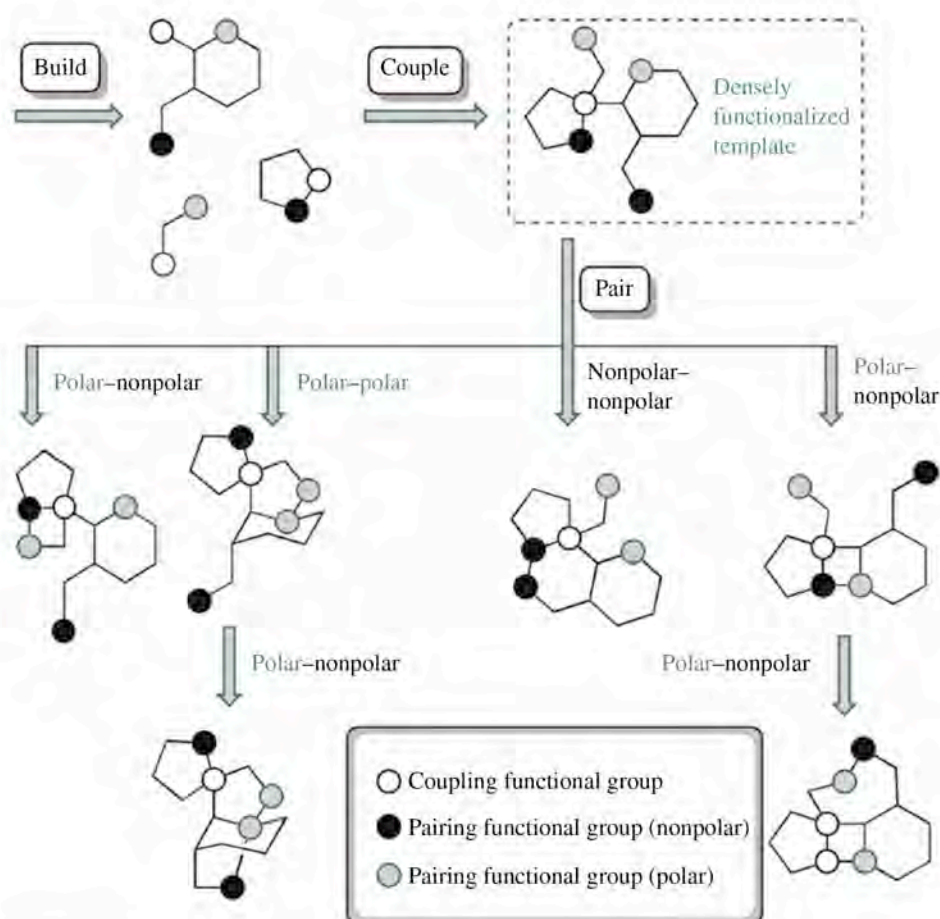 Build
Couple
Densely
functionalized
template
Pair
Polar–nonpolar
Polar–polar
Nonpolar–
nonpolar
Polar–
nonpolar
Polar–nonpolar
Polar–nonpolar
Coupling functional group
Pairing functional group (nonpolar)
Pairing functional group (polar)